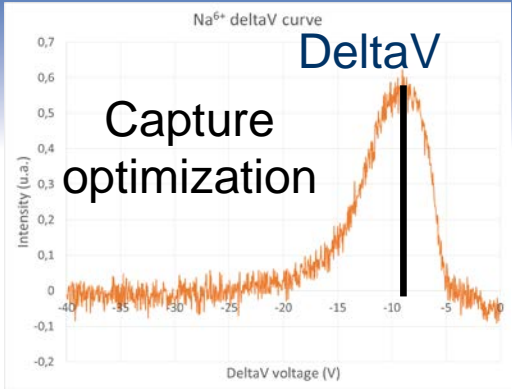 Na⁶⁺ deltaV curve
DeltaV
Capture
optimization
Intensity (u.a.)
0,7
0,6
0,5
0,4
0,3
0,2
0,1
0
-0,1
-0,2
-40 -35 -30 -25 -20 -15 -10 -5 0
DeltaV voltage (V)